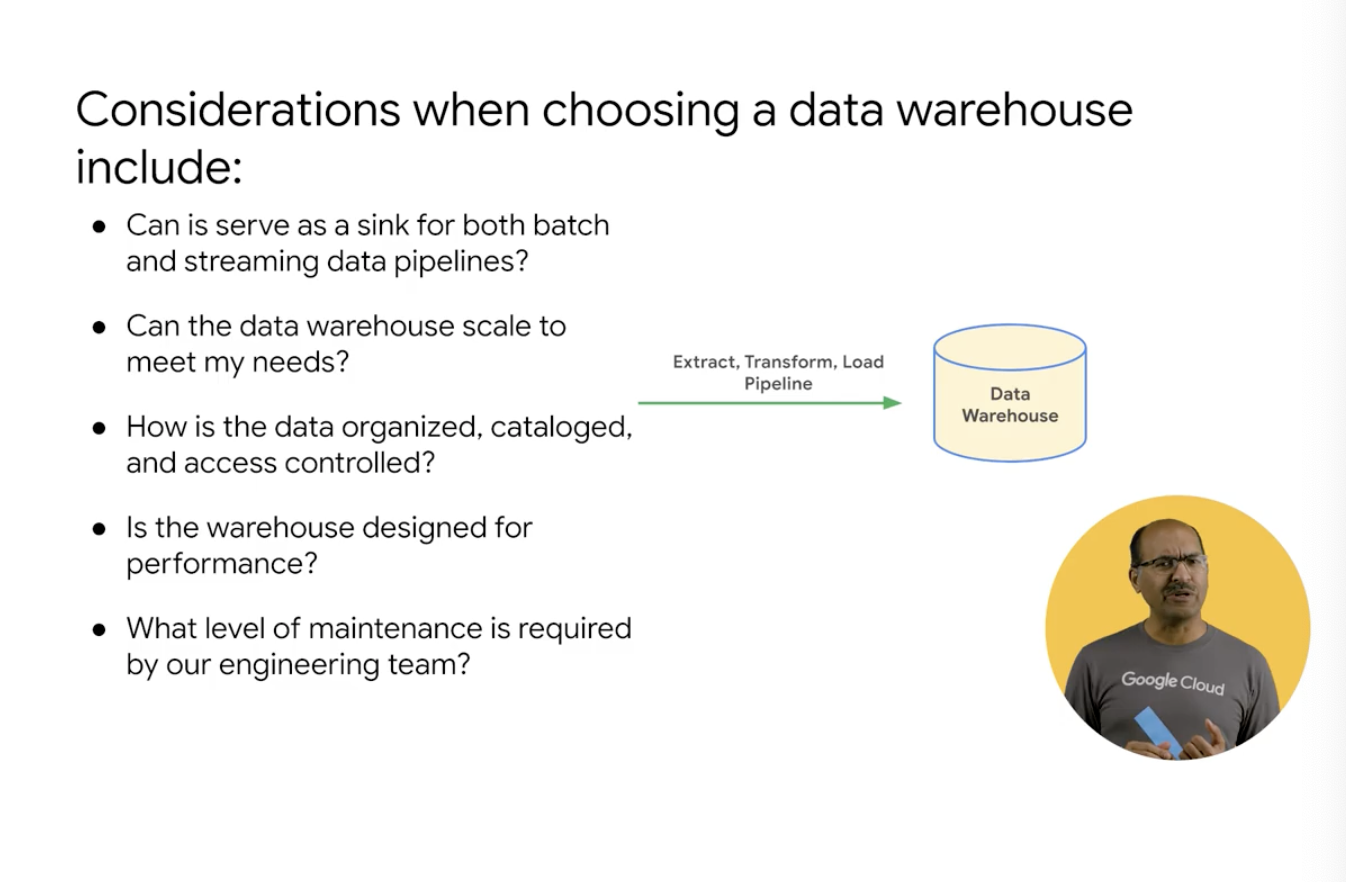 Considerations when choosing a data warehouse
include:
● Can is serve as a sink for both batch
and streaming data pipelines?
● Can the data warehouse scale to
meet my needs?
● How is the data organized, cataloged,
and access controlled?
● Is the warehouse designed for
performance?
● What level of maintenance is required
by our engineering team?
Extract, Transform, Load
Pipeline
Data
Warehouse
Google Cloud